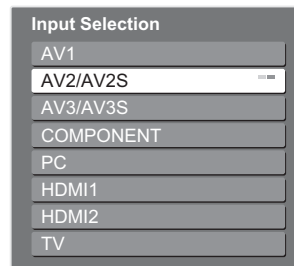 Input Selection
AV1
AV2/AV2S
AV3/AV3S
COMPONENT
PC
HDMI1
HDMI2
TV